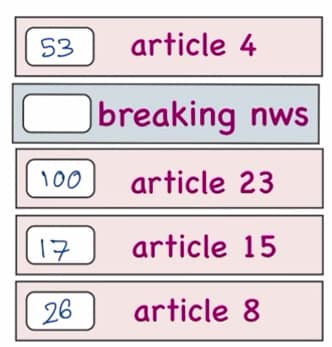 53 article 4
breaking nws
100 article 23
17 article 15
26 article 8